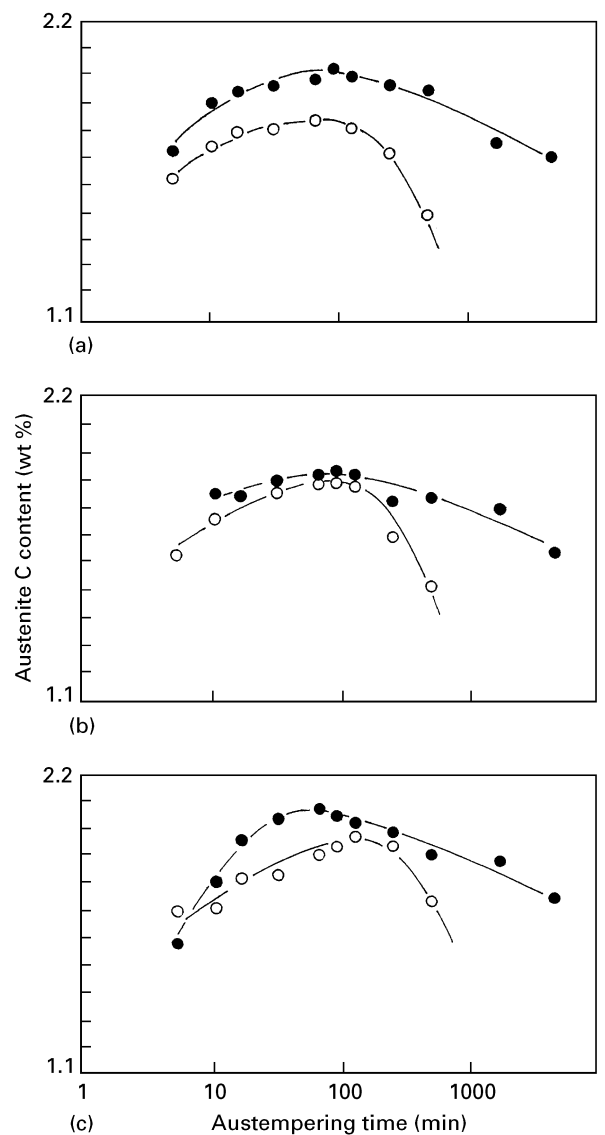 2.2
1.1
(a)
2.2
1.1
(b)
Austenite C content (wt %)
2.2
1.1
1 10 100 1000
(c) Austempering time (min)